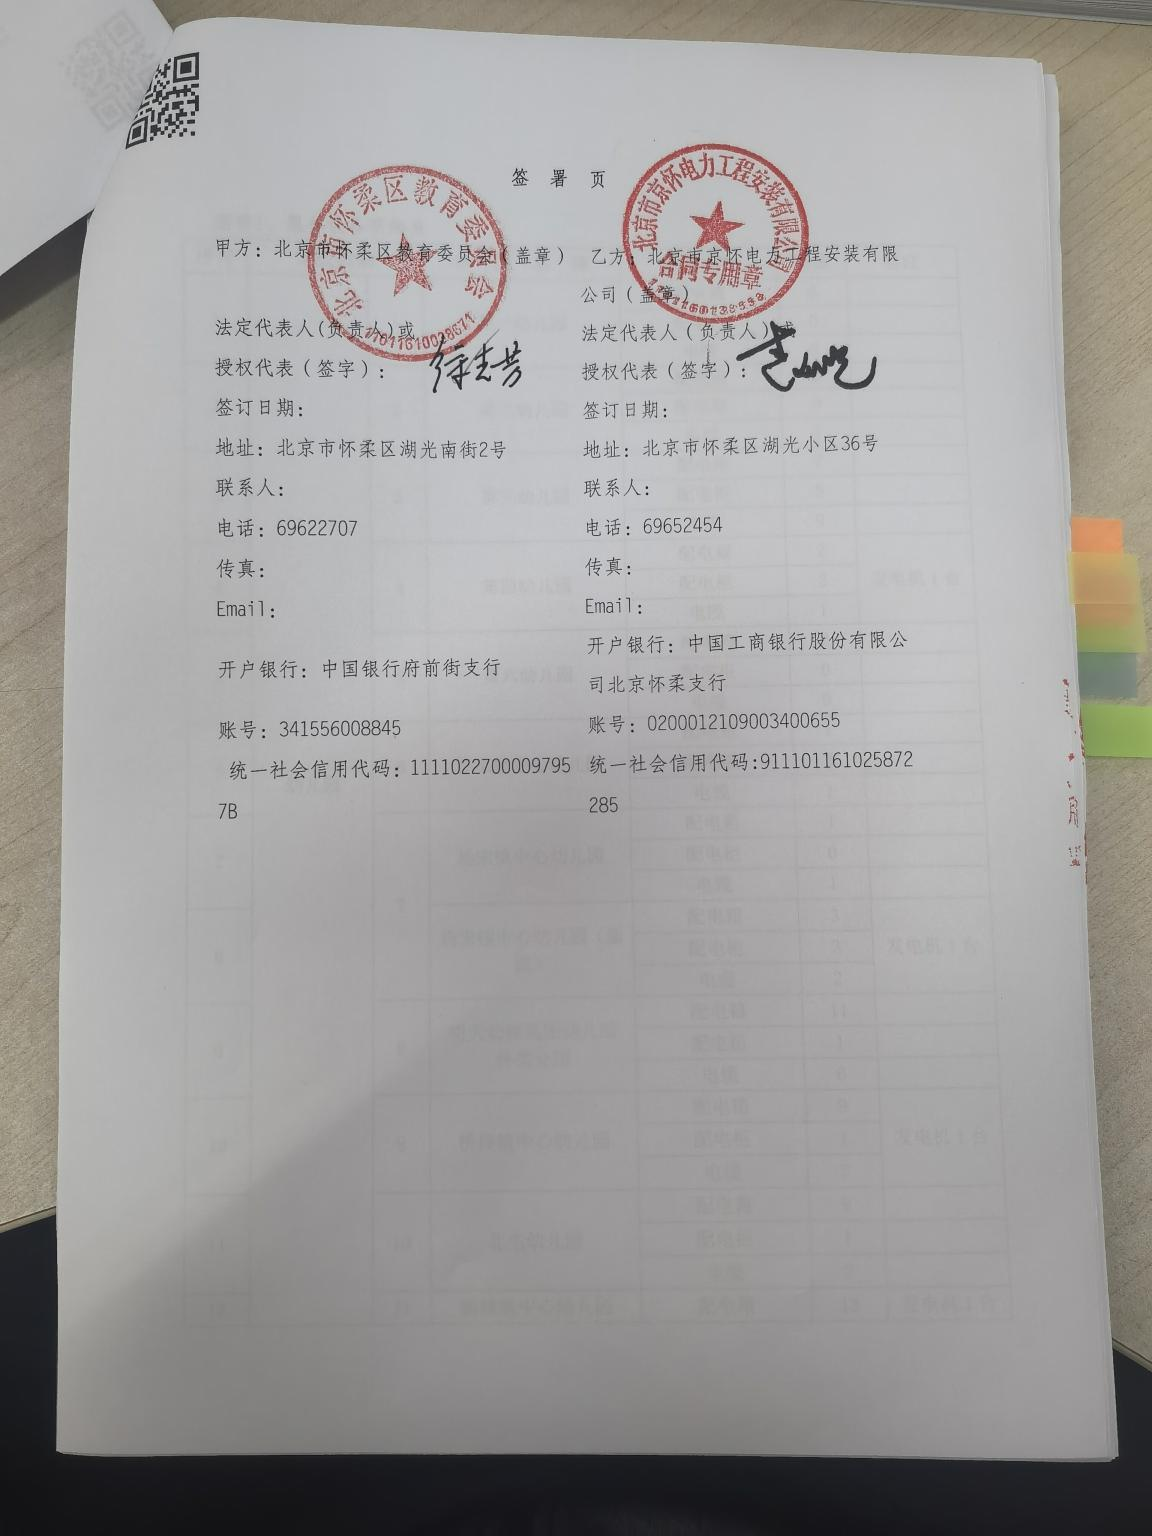 签 署 页
北京市怀柔区教育委员会
11011610028671
北京市京怀电力工程安装有限公司
合同专用章
甲方：北京市怀柔区教育委员会（盖章）
法定代表人(负责人)或
授权代表（签字）：
签订日期：
地址：北京市怀柔区湖光南街2号
联系人：
电话：69622707
传真：
Email：
开户银行：中国银行府前街支行
账号：341556008845
统一社会信用代码：1111022700009795
7B
乙方：北京市京怀电力工程安装有限
公司（盖章）
法定代表人（负责人）或
授权代表（签字）：
签订日期：
地址：北京市怀柔区湖光小区36号
联系人：
电话：69652454
传真：
Email：
开户银行：中国工商银行股份有限公
司北京怀柔支行
账号：0200012109003400655
统一社会信用代码:911101161025872
285